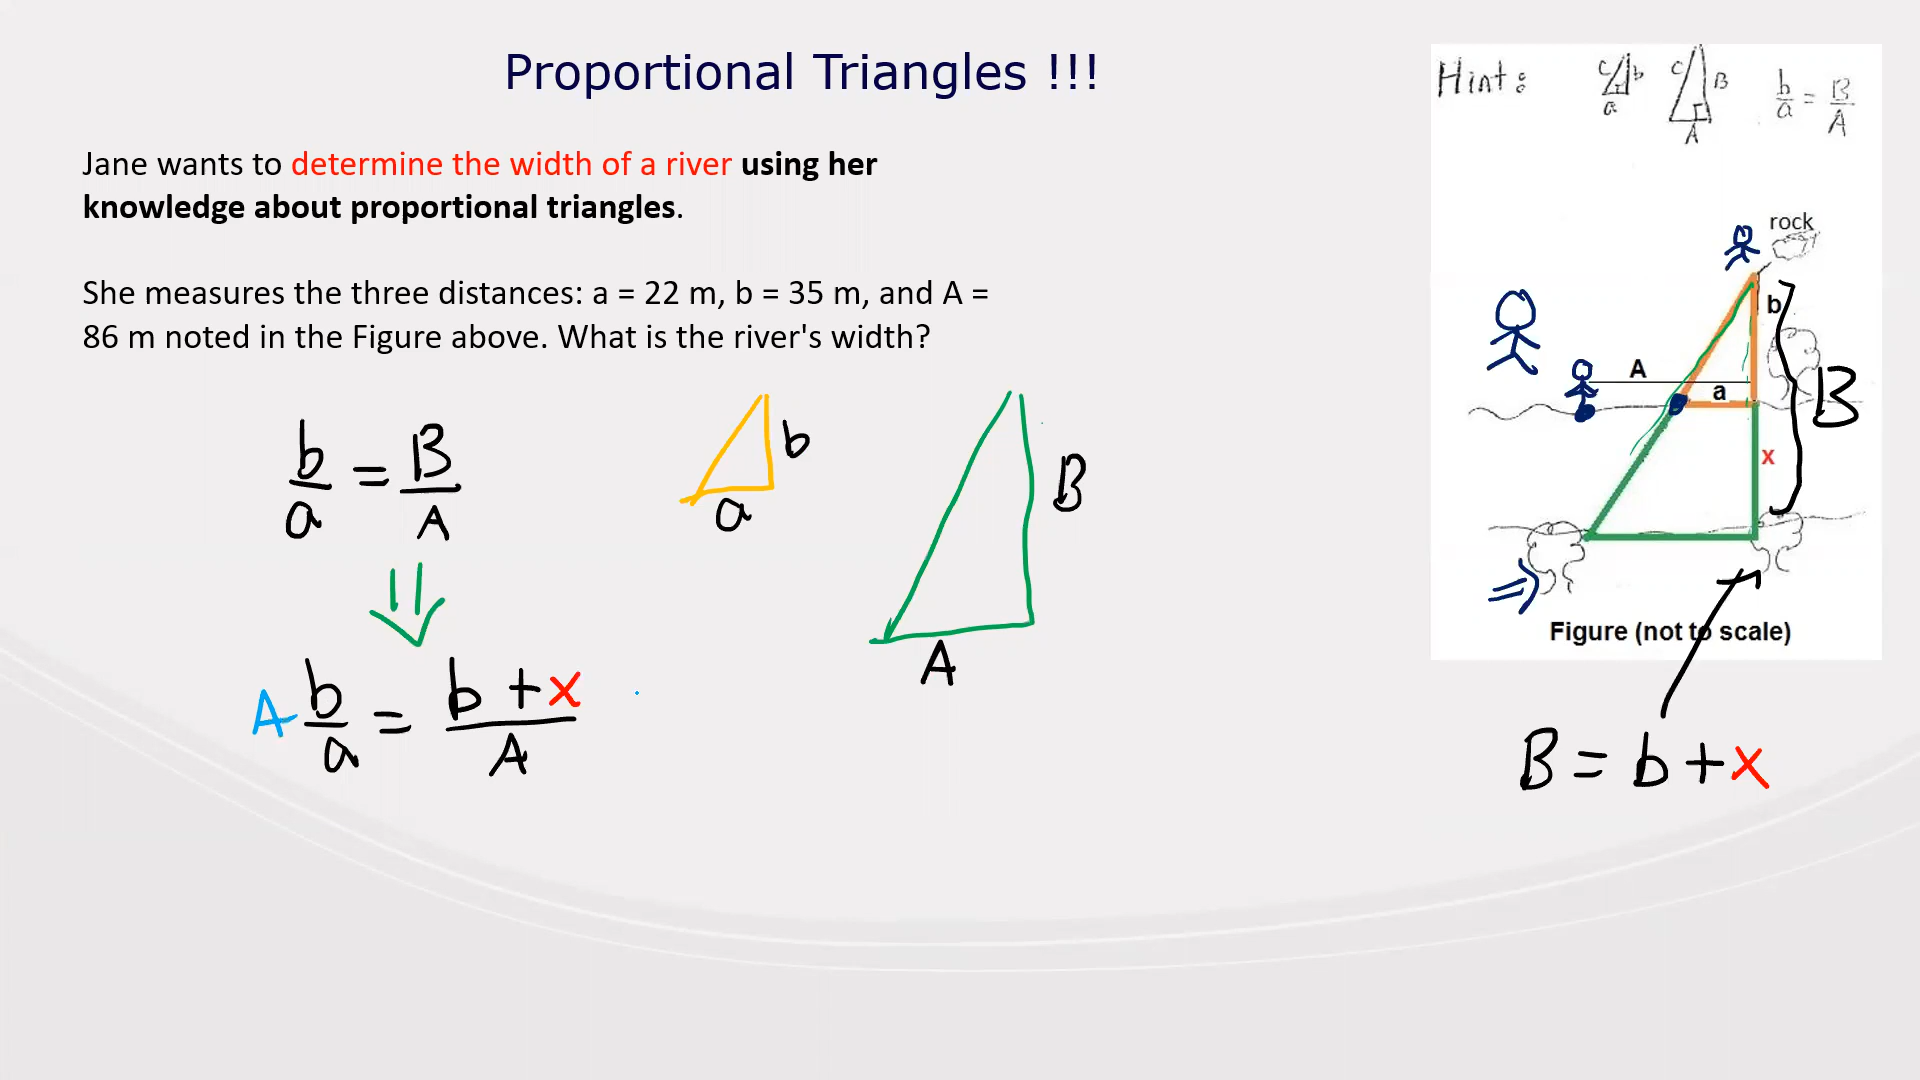 Proportional Triangles !!!
Jane wants to determine the width of a river using her
knowledge about proportional triangles.
She measures the three distances: a = 22 m, b = 35 m, and A =
86 m noted in the Figure above. What is the river's width?
b/a = B/A
A b/a = b + x/A
b
a
B
A
Hint:
c b a
C B A
b/a = B/A
rock
b
A
a
B
x
Figure (not to scale)
B = b + x